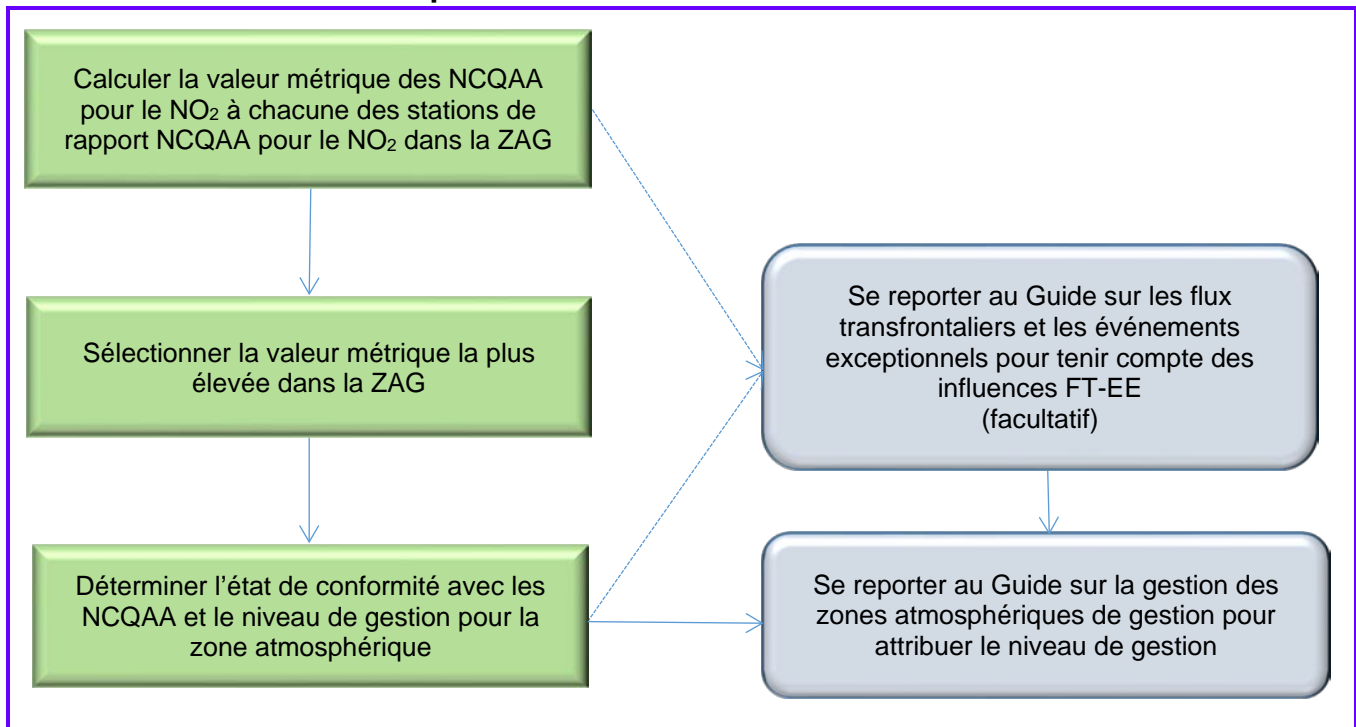 Calculer la valeur métrique des NCQAA
pour le NO₂ à chacune des stations de
rapport NCQAA pour le NO₂ dans la ZAG
Sélectionner la valeur métrique la plus
élevée dans la ZAG
Déterminer l’état de conformité avec les
NCQAA et le niveau de gestion pour la
zone atmosphérique
Se reporter au Guide sur les flux
transfrontaliers et les événements
exceptionnels pour tenir compte des
influences FT-EE
(facultatif)
Se reporter au Guide sur la gestion des
zones atmosphériques de gestion pour
attribuer le niveau de gestion